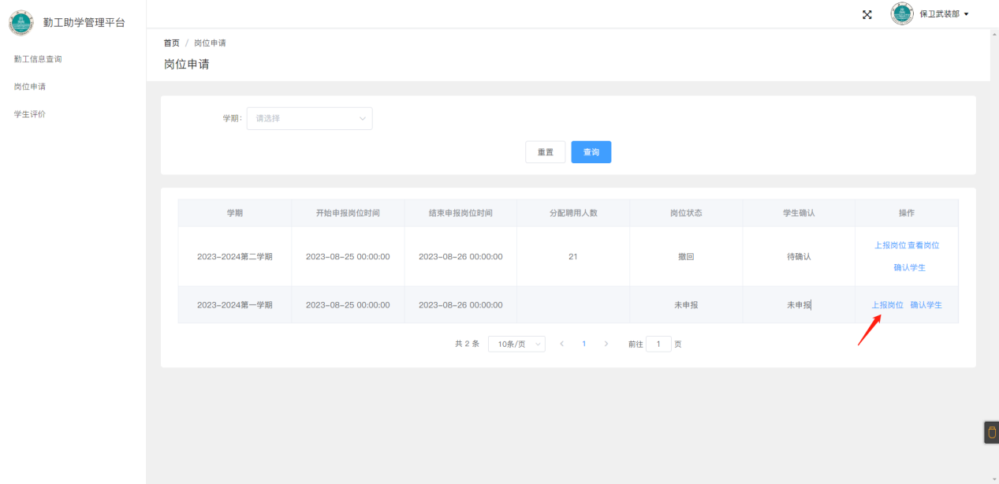 勤工助学管理平台
保卫武装部
勤工信息查询
岗位申请
学生评价
首页 / 岗位申请
岗位申请
学期: 请选择
重置 查询
学期 开始申报岗位时间 结束申报岗位时间 分配聘用人数 岗位状态 学生确认 操作
2023-2024第二学期 2023-08-25 00:00:00 2023-08-26 00:00:00 21 撤回 待确认 上报岗位 查看岗位
确认学生
2023-2024第一学期 2023-08-25 00:00:00 2023-08-26 00:00:00 未申报 未申报 上报岗位 确认学生
共 2 条 10条/页 1 前往 1 页